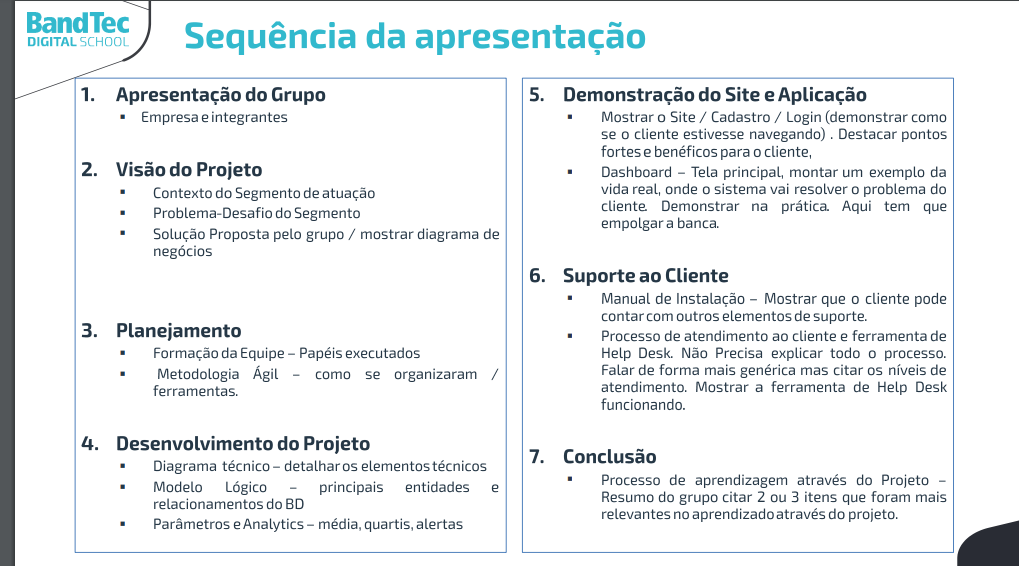 BandTec
DIGITAL SCHOOL
Sequência da apresentação
1. Apresentação do Grupo
▪ Empresa e integrantes
2. Visão do Projeto
▪ Contexto do Segmento de atuação
▪ Problema-Desafio do Segmento
▪ Solução Proposta pelo grupo / mostrar diagrama de
negócios
3. Planejamento
▪ Formação da Equipe – Papéis executados
▪ Metodologia Ágil – como se organizaram /
ferramentas.
4. Desenvolvimento do Projeto
▪ Diagrama técnico – detalhar os elementos técnicos
▪ Modelo Lógico – principais entidades e
relacionamentos do BD
▪ Parâmetros e Analytics – média, quartis, alertas
5. Demonstração do Site e Aplicação
▪ Mostrar o Site / Cadastro / Login (demonstrar como
se o cliente estivesse navegando) . Destacar pontos
fortes e benéficos para o cliente,
▪ Dashboard – Tela principal, montar um exemplo da
vida real, onde o sistema vai resolver o problema do
cliente. Demonstrar na prática. Aqui tem que
empolgar a banca.
6. Suporte ao Cliente
▪ Manual de Instalação – Mostrar que o cliente pode
contar com outros elementos de suporte.
▪ Processo de atendimento ao cliente e ferramenta de
Help Desk. Não Precisa explicar todo o processo.
Falar de forma mais genérica mas citar os níveis de
atendimento. Mostrar a ferramenta de Help Desk
funcionando.
7. Conclusão
▪ Processo de aprendizagem através do Projeto –
Resumo do grupo citar 2 ou 3 itens que foram mais
relevantes no aprendizado através do projeto.